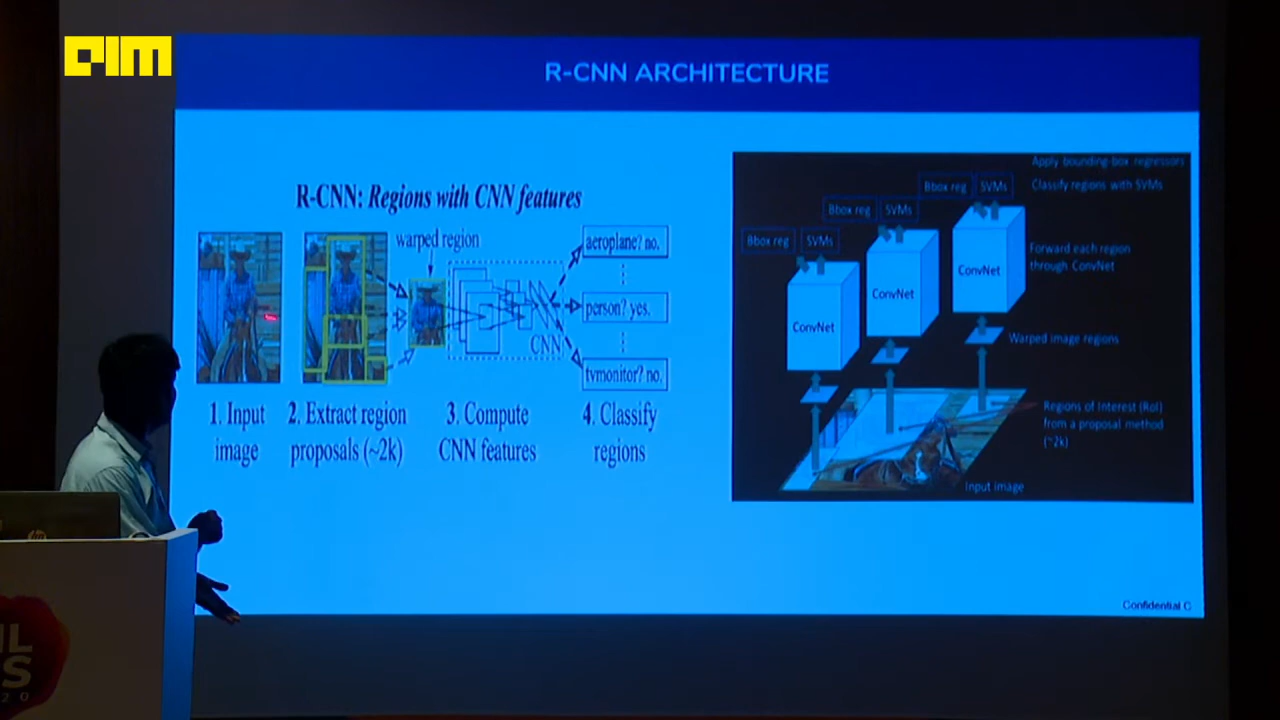 AIM
R-CNN ARCHITECTURE
R-CNN: Regions with CNN features
warped region
aeroplane? no.
person? yes.
tvmonitor? no.
CNN
1. Input
image
2. Extract region
proposals (~2k)
3. Compute
CNN features
4. Classify
regions
Apply bounding-box regressors
Classify regions with SVMs
Bbox reg
SVMs
Bbox reg
SVMs
Bbox reg
SVMs
ConvNet
ConvNet
ConvNet
Forward each region
through ConvNet
Warped image regions
Regions of Interest (RoI)
from a proposal method
(~2k)
Input image
Confidential C
hp